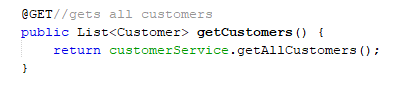 @GET//gets all customers
public List<Customer> getCustomers() {
    return customerService.getAllCustomers();
}